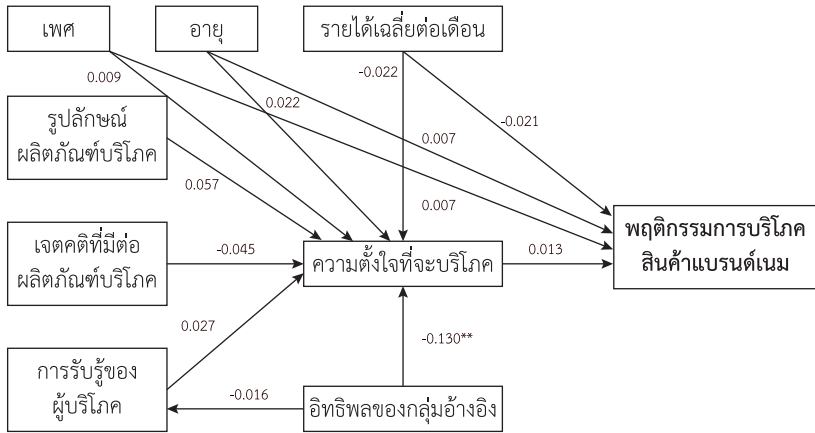 เพศ
อายุ
รายได้เฉลี่ยต่อเดือน
0.009
0.022
-0.022
รูปลักษณ์
ผลิตภัณฑ์บริโภค
0.007
-0.021
0.057
0.007
พฤติกรรมการบริโภค
สินค้าแบรนด์เนม
เจตคติที่มีต่อ
ผลิตภัณฑ์บริโภค
-0.045
ความตั้งใจที่จะบริโภค
0.013
0.027
-0.130**
การรับรู้ของ
ผู้บริโภค
-0.016
อิทธิพลของกลุ่มอ้างอิง